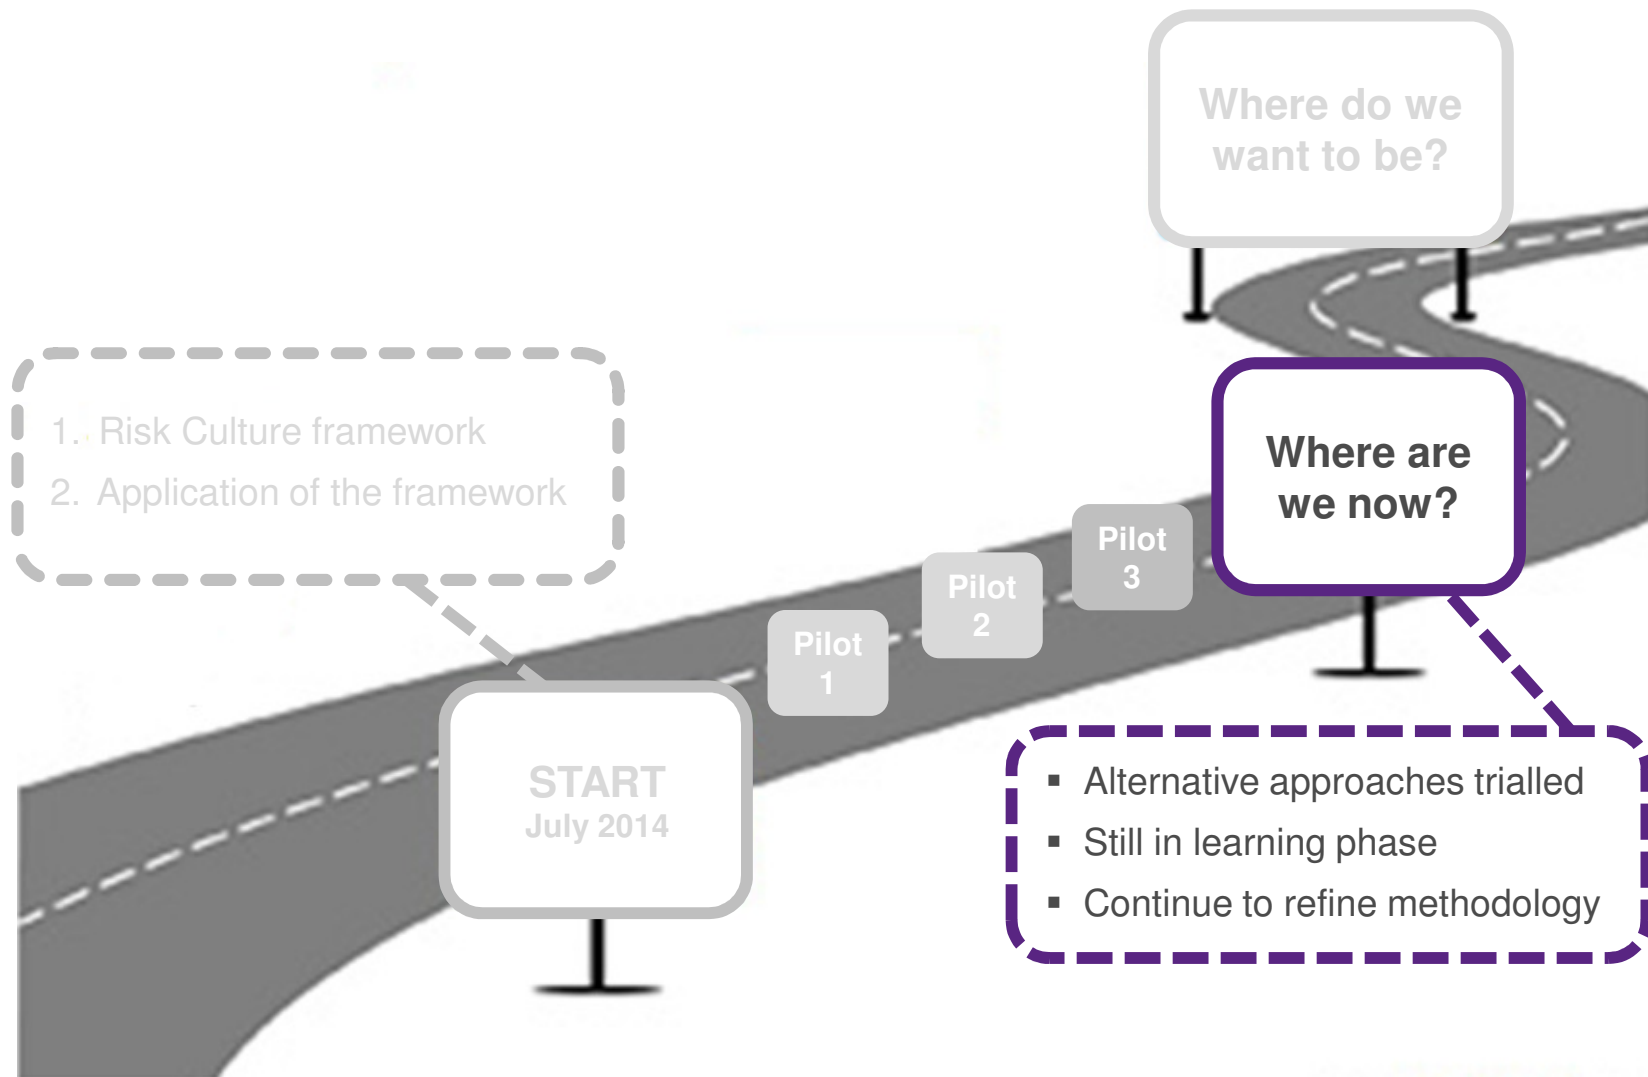 Where do we
want to be?
1. Risk Culture framework
2. Application of the framework
Where are
we now?
Pilot
3
Pilot
2
Pilot
1
START
July 2014
▪ Alternative approaches trialled
▪ Still in learning phase
▪ Continue to refine methodology